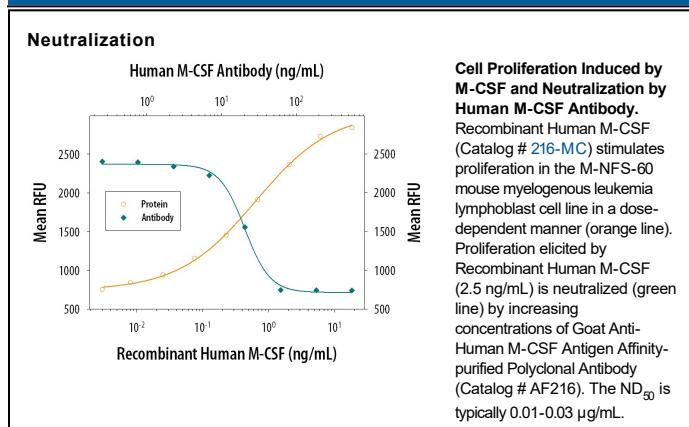 Neutralization
Human M-CSF Antibody (ng/mL)
10⁰ 10¹ 10²
Mean RFU
2500
2000
1500
1000
500
Protein
Antibody
2500
2000
1500
1000
500
Mean RFU
10⁻² 10⁻¹ 10⁰ 10¹
Recombinant Human M-CSF (ng/mL)
Cell Proliferation Induced by
M-CSF and Neutralization by
Human M-CSF Antibody.
Recombinant Human M-CSF
(Catalog # 216-MC) stimulates
proliferation in the M-NFS-60
mouse myelogenous leukemia
lymphoblast cell line in a dose-
dependent manner (orange line).
Proliferation elicited by
Recombinant Human M-CSF
(2.5 ng/mL) is neutralized (green
line) by increasing
concentrations of Goat Anti-
Human M-CSF Antigen Affinity-
purified Polyclonal Antibody
(Catalog # AF216). The ND₅₀ is
typically 0.01-0.03 µg/mL.